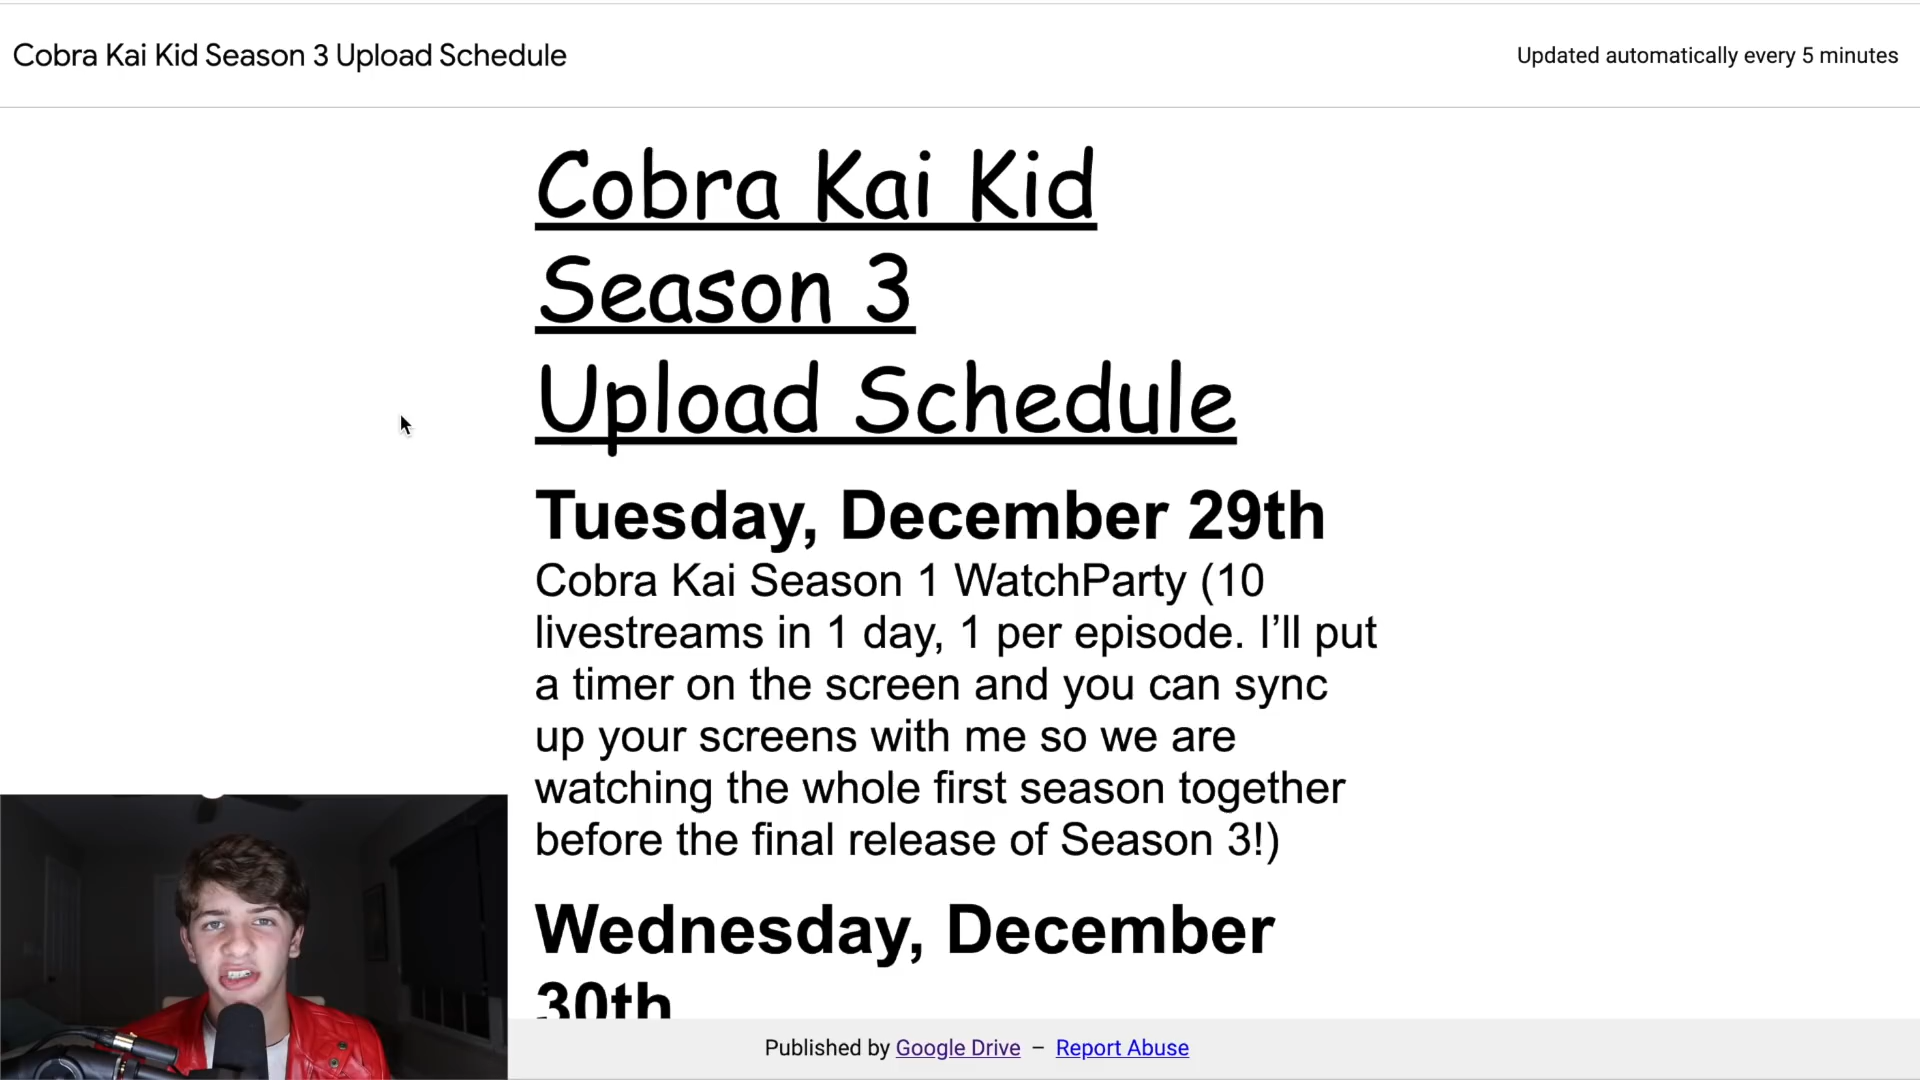 Cobra Kai Kid Season 3 Upload Schedule
Updated automatically every 5 minutes
Cobra Kai Kid
Season 3
Upload Schedule
Tuesday, December 29th
Cobra Kai Season 1 WatchParty (10
livestreams in 1 day, 1 per episode. I’ll put
a timer on the screen and you can sync
up your screens with me so we are
watching the whole first season together
before the final release of Season 3!)
Wednesday, December
30th
Published by Google Drive – Report Abuse